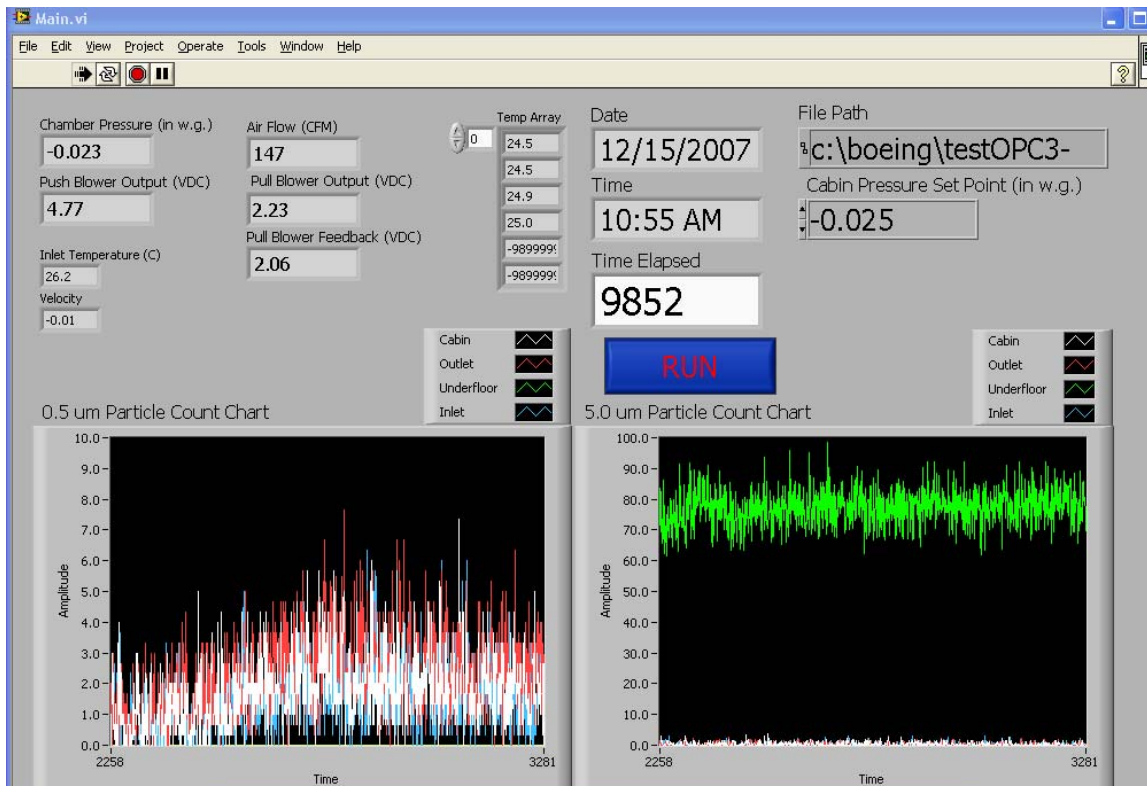 Main.vi
File Edit View Project Operate Tools Window Help
Chamber Pressure (in w.g.)
-0.023
Push Blower Output (VDC)
4.77
Inlet Temperature (C)
26.2
Velocity
-0.01
Air Flow (CFM)
147
Pull Blower Output (VDC)
2.23
Pull Blower Feedback (VDC)
2.06
Temp Array
0
24.5
24.5
24.9
25.0
-9899999
-9899999
Date
12/15/2007
Time
10:55 AM
Time Elapsed
9852
RUN
File Path
c:\boeing\testOPC3-
Cabin Pressure Set Point (in w.g.)
-0.025
Cabin
Outlet
Underfloor
Inlet
0.5 um Particle Count Chart
10.0
9.0
8.0
7.0
6.0
5.0
4.0
3.0
2.0
1.0
0.0
Amplitude
2258
3281
Time
Cabin
Outlet
Underfloor
Inlet
5.0 um Particle Count Chart
100.0
90.0
80.0
70.0
60.0
50.0
40.0
30.0
20.0
10.0
0.0
Amplitude
2258
3281
Time